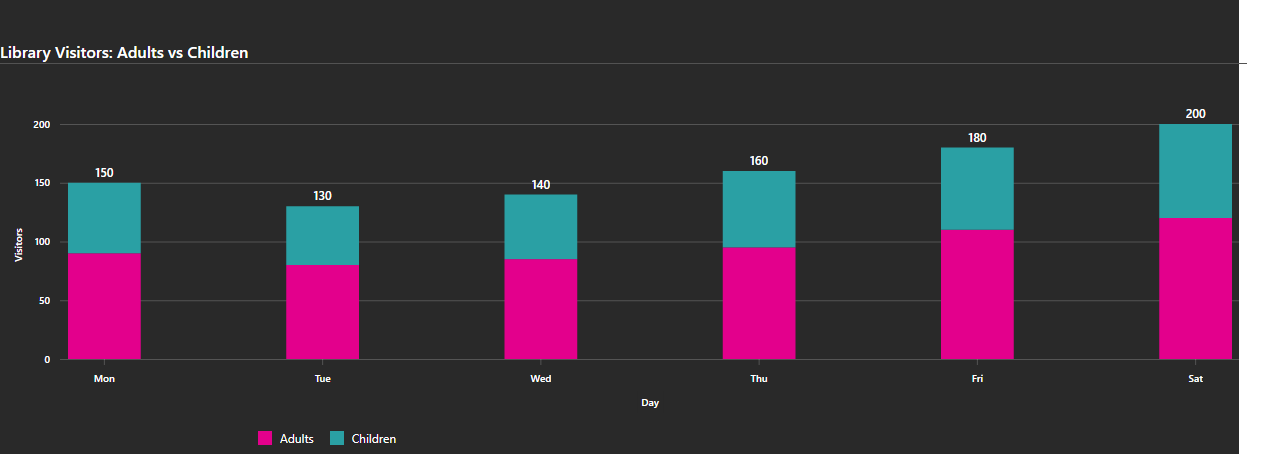 Library Visitors: Adults vs Children
200
150
100
50
0
Visitors
150
130
140
160
180
200
Mon Tue Wed Thu Fri Sat
Day
Adults Children